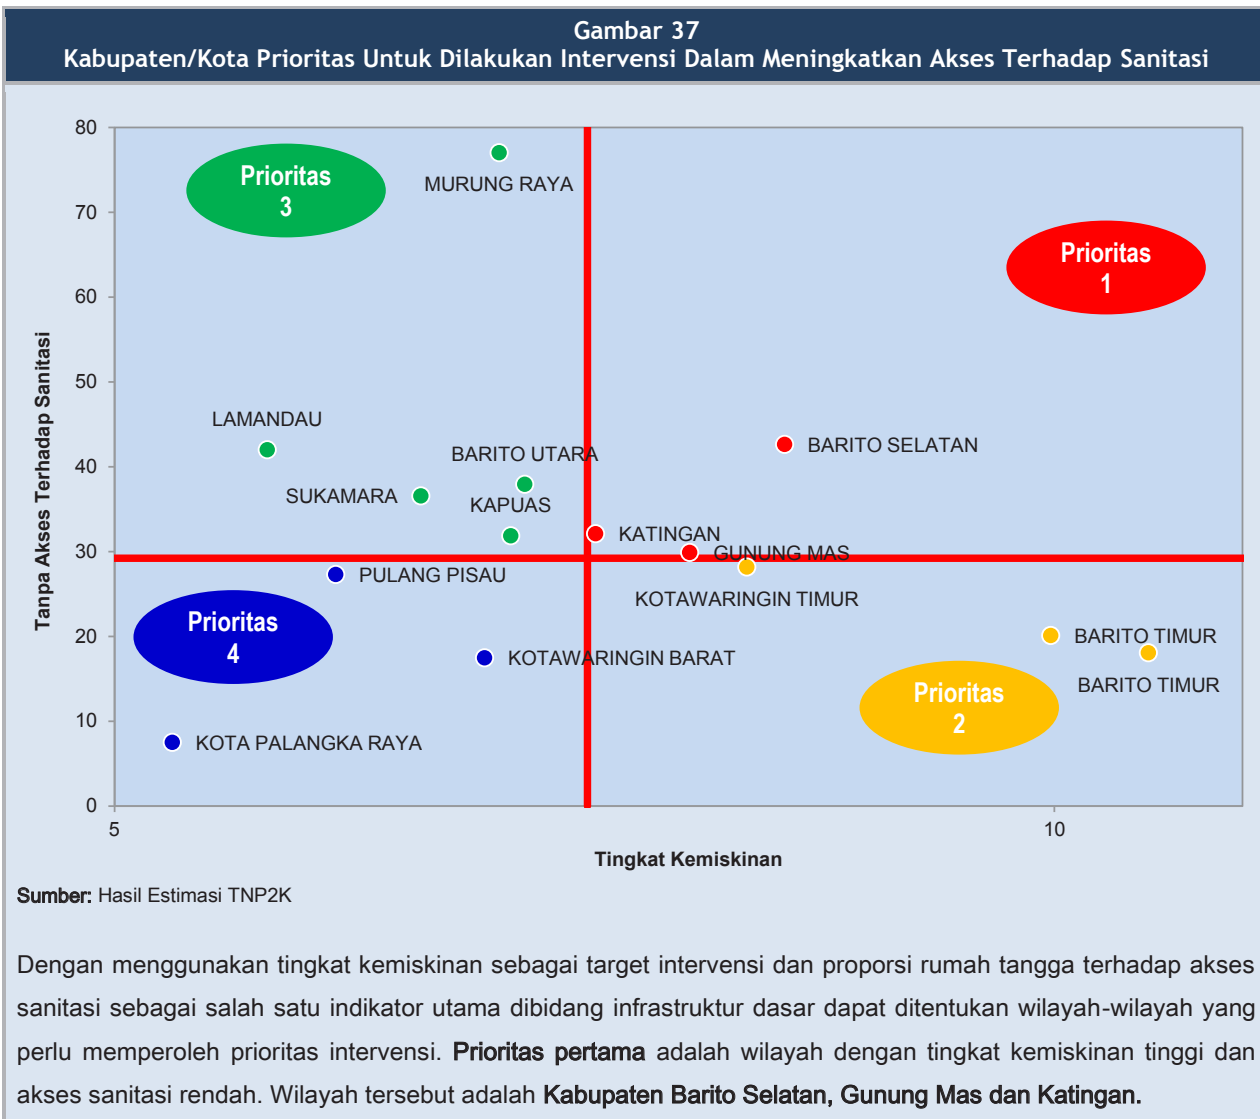 Gambar 37
Kabupaten/Kota Prioritas Untuk Dilakukan Intervensi Dalam Meningkatkan Akses Terhadap Sanitasi
80
70
60
50
40
30
20
10
0
5
10
Tanpa Akses Terhadap Sanitasi
Tingkat Kemiskinan
Prioritas
3
Prioritas
1
Prioritas
4
Prioritas
2
MURUNG RAYA
LAMANDAU
BARITO UTARA
SUKAMARA
KAPUAS
BARITO SELATAN
KATINGAN
GUNUNG MAS
PULANG PISAU
KOTAWARINGIN TIMUR
KOTAWARINGIN BARAT
BARITO TIMUR
BARITO TIMUR
KOTA PALANGKA RAYA
Sumber: Hasil Estimasi TNP2K
Dengan menggunakan tingkat kemiskinan sebagai target intervensi dan proporsi rumah tangga terhadap akses
sanitasi sebagai salah satu indikator utama dibidang infrastruktur dasar dapat ditentukan wilayah-wilayah yang
perlu memperoleh prioritas intervensi. Prioritas pertama adalah wilayah dengan tingkat kemiskinan tinggi dan
akses sanitasi rendah. Wilayah tersebut adalah Kabupaten Barito Selatan, Gunung Mas dan Katingan.